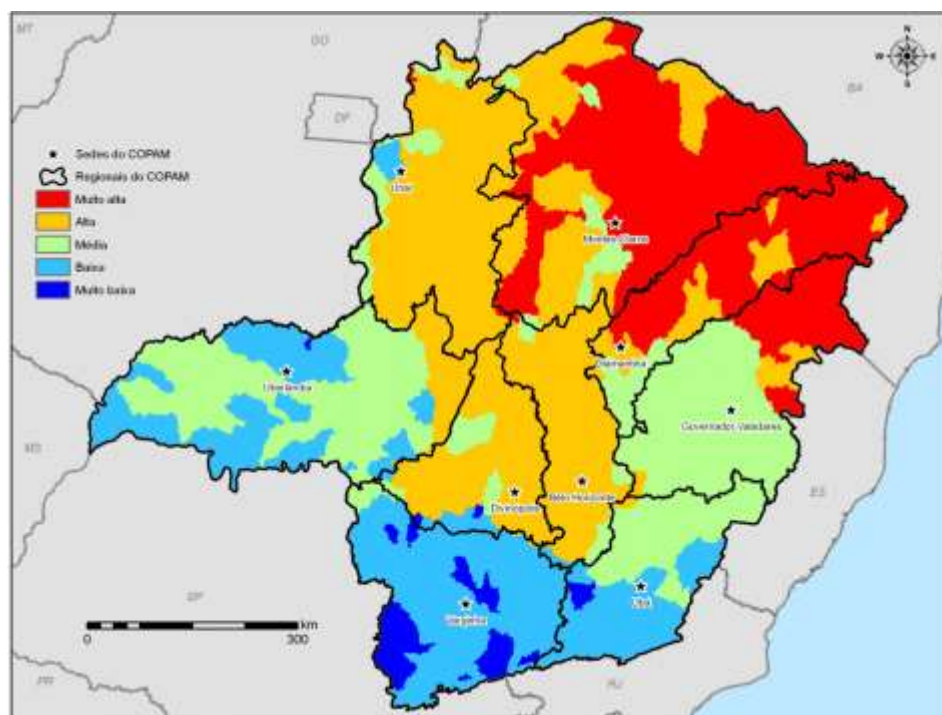 MT
GO
DF
BA
N
W
E
S
★ Sedes do COPAM
Regionais do COPAM
Muito alta
Alta
Média
Baixa
Muito baixa
Unaí
Montes Claros
Diamantina
Uberlândia
Governador Valadares
Divinópolis
Belo Horizonte
Ubá
Varginha
MS
ES
SP
RJ
PR
0
300
km